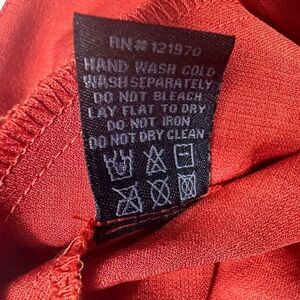 RN# 121970
HAND WASH COLD
WASH SEPARATELY
DO NOT BLEACH
LAY FLAT TO DRY
DO NOT IRON
DO NOT DRY CLEAN